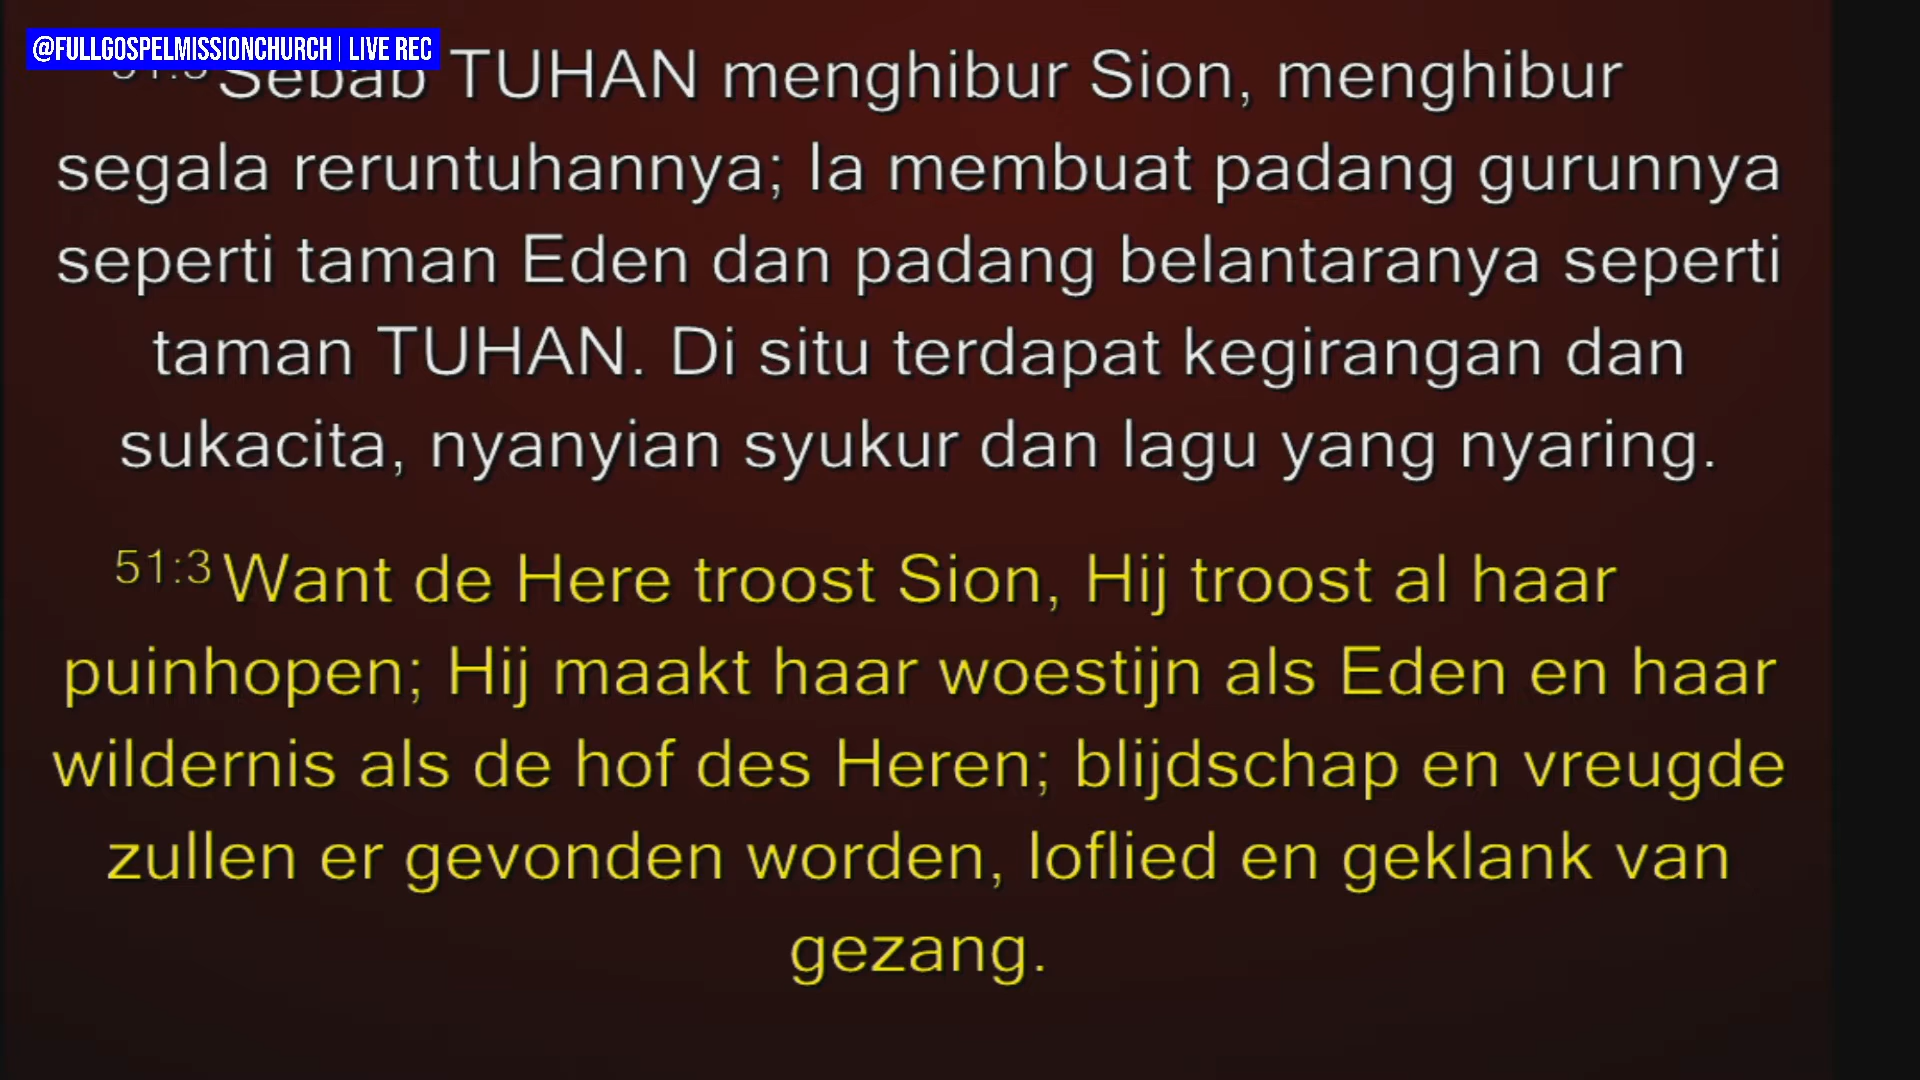 @FULLGOSPELMISSIONCHURCH | LIVE REC
Sebab TUHAN menghibur Sion, menghibur
segala reruntuhannya; Ia membuat padang gurunnya
seperti taman Eden dan padang belantaranya seperti
taman TUHAN. Di situ terdapat kegirangan dan
sukacita, nyanyian syukur dan lagu yang nyaring.
51:3 Want de Here troost Sion, Hij troost al haar
puinhopen; Hij maakt haar woestijn als Eden en haar
wildernis als de hof des Heren; blijdschap en vreugde
zullen er gevonden worden, loflied en geklank van
gezang.